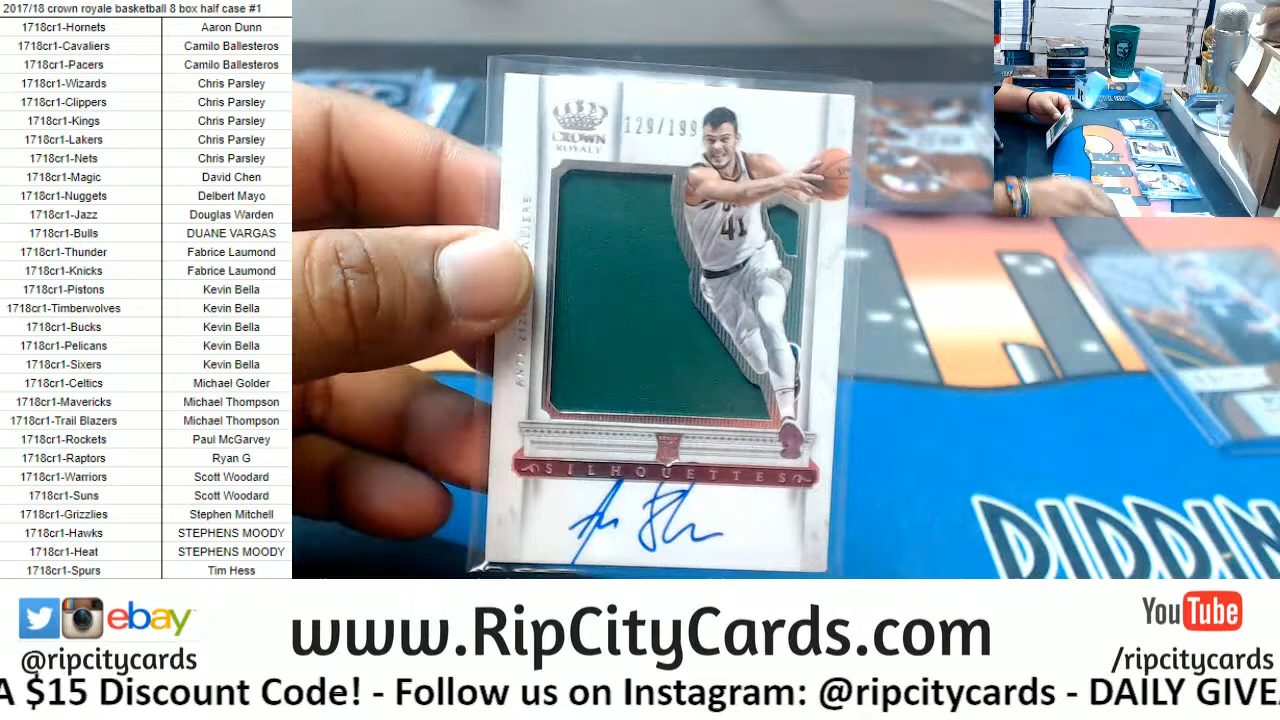 2017/18 crown royale basketball 8 box half case #1
1718cr1-Hornets Aaron Dunn
1718cr1-Cavaliers Camilo Ballesteros
1718cr1-Pacers Camilo Ballesteros
1718cr1-Wizards Chris Parsley
1718cr1-Clippers Chris Parsley
1718cr1-Kings Chris Parsley
1718cr1-Lakers Chris Parsley
1718cr1-Nets Chris Parsley
1718cr1-Magic David Chen
1718cr1-Nuggets Delbert Mayo
1718cr1-Jazz Douglas Warden
1718cr1-Bulls DUANE VARGAS
1718cr1-Thunder Fabrice Laumond
1718cr1-Knicks Fabrice Laumond
1718cr1-Pistons Kevin Bella
1718cr1-Timberwolves Kevin Bella
1718cr1-Bucks Kevin Bella
1718cr1-Pelicans Kevin Bella
1718cr1-Sixers Kevin Bella
1718cr1-Celtics Michael Golder
1718cr1-Mavericks Michael Thompson
1718cr1-Trail Blazers Michael Thompson
1718cr1-Rockets Paul McGarvey
1718cr1-Raptors Ryan G
1718cr1-Warriors Scott Woodard
1718cr1-Suns Scott Woodard
1718cr1-Grizzlies Stephen Mitchell
1718cr1-Hawks STEPHENS MOODY
1718cr1-Heat STEPHENS MOODY
1718cr1-Spurs Tim Hess
CROWN
ROYALE
129/199
41
SILHOUETTES
DIDDIN
ebay
@ripcitycards
www.RipCityCards.com
YouTube
/ripcitycards
A $15 Discount Code! - Follow us on Instagram: @ripcitycards - DAILY GIVE